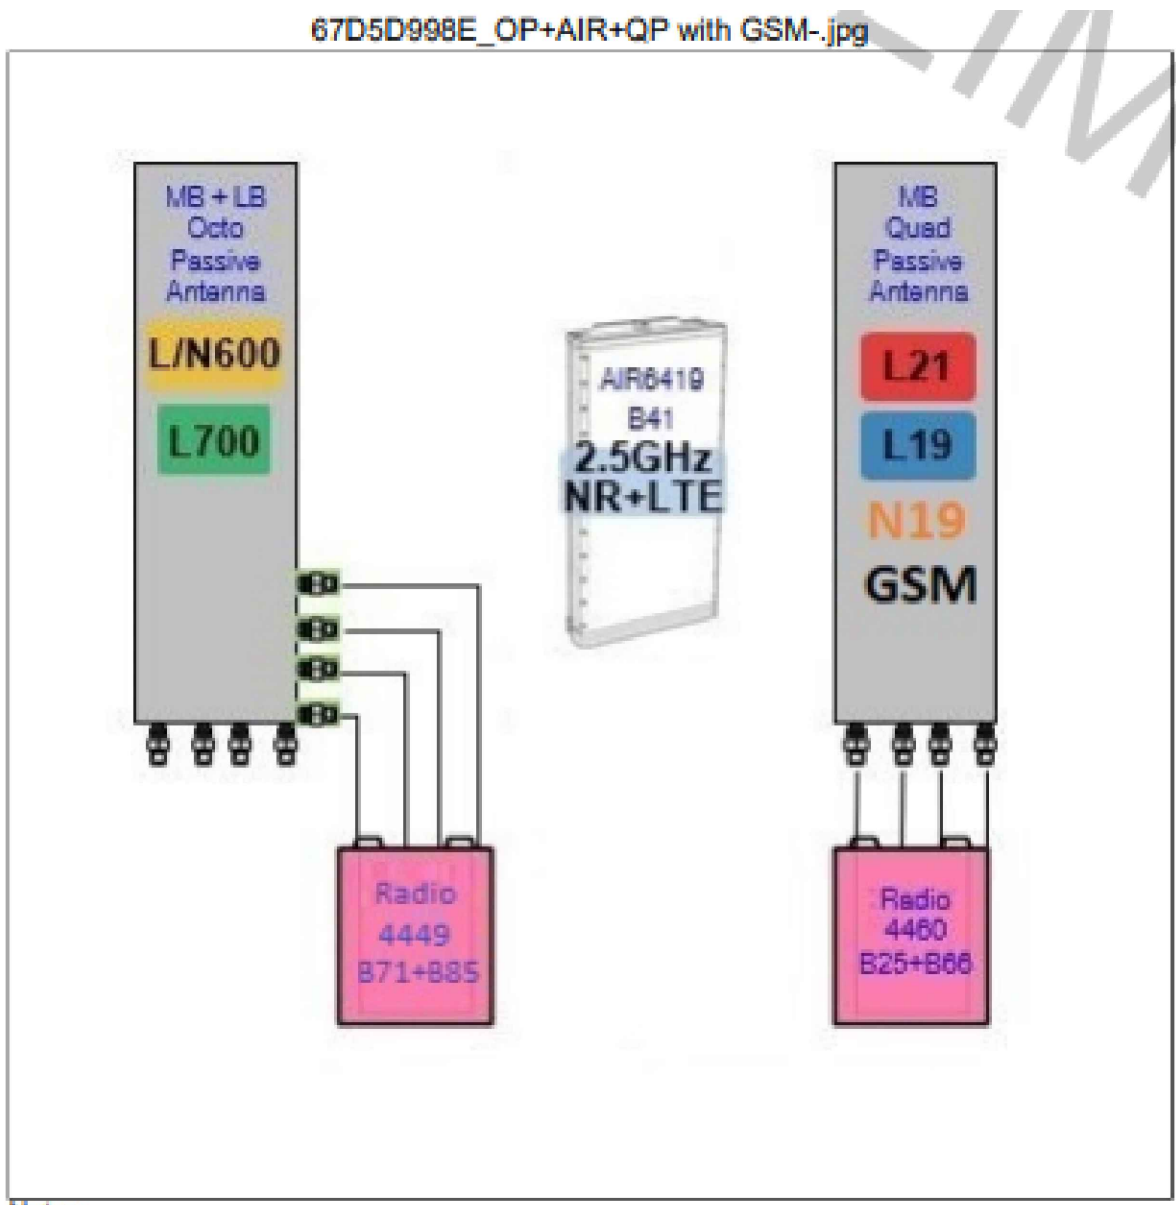 67D5D998E_OP+AIR+QP with GSM-.jpg
MB + LB
Octo
Passive
Antenna
L/N600
L700
AIR6419
B41
2.5GHz
NR+LTE
MB
Quad
Passive
Antenna
L21
L19
N19
GSM
Radio
4449
B71+B85
Radio
4460
B25+B66